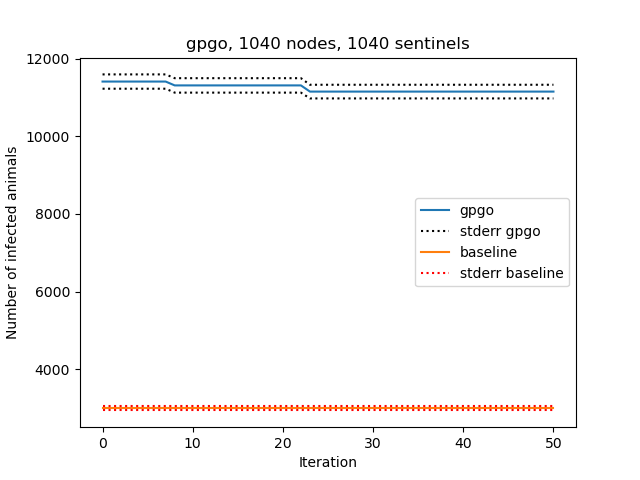 gpgo, 1040 nodes, 1040 sentinels
12000
10000
8000
6000
4000
Number of infected animals
gpgo
stderr gpgo
baseline
stderr baseline
0 10 20 30 40 50
Iteration